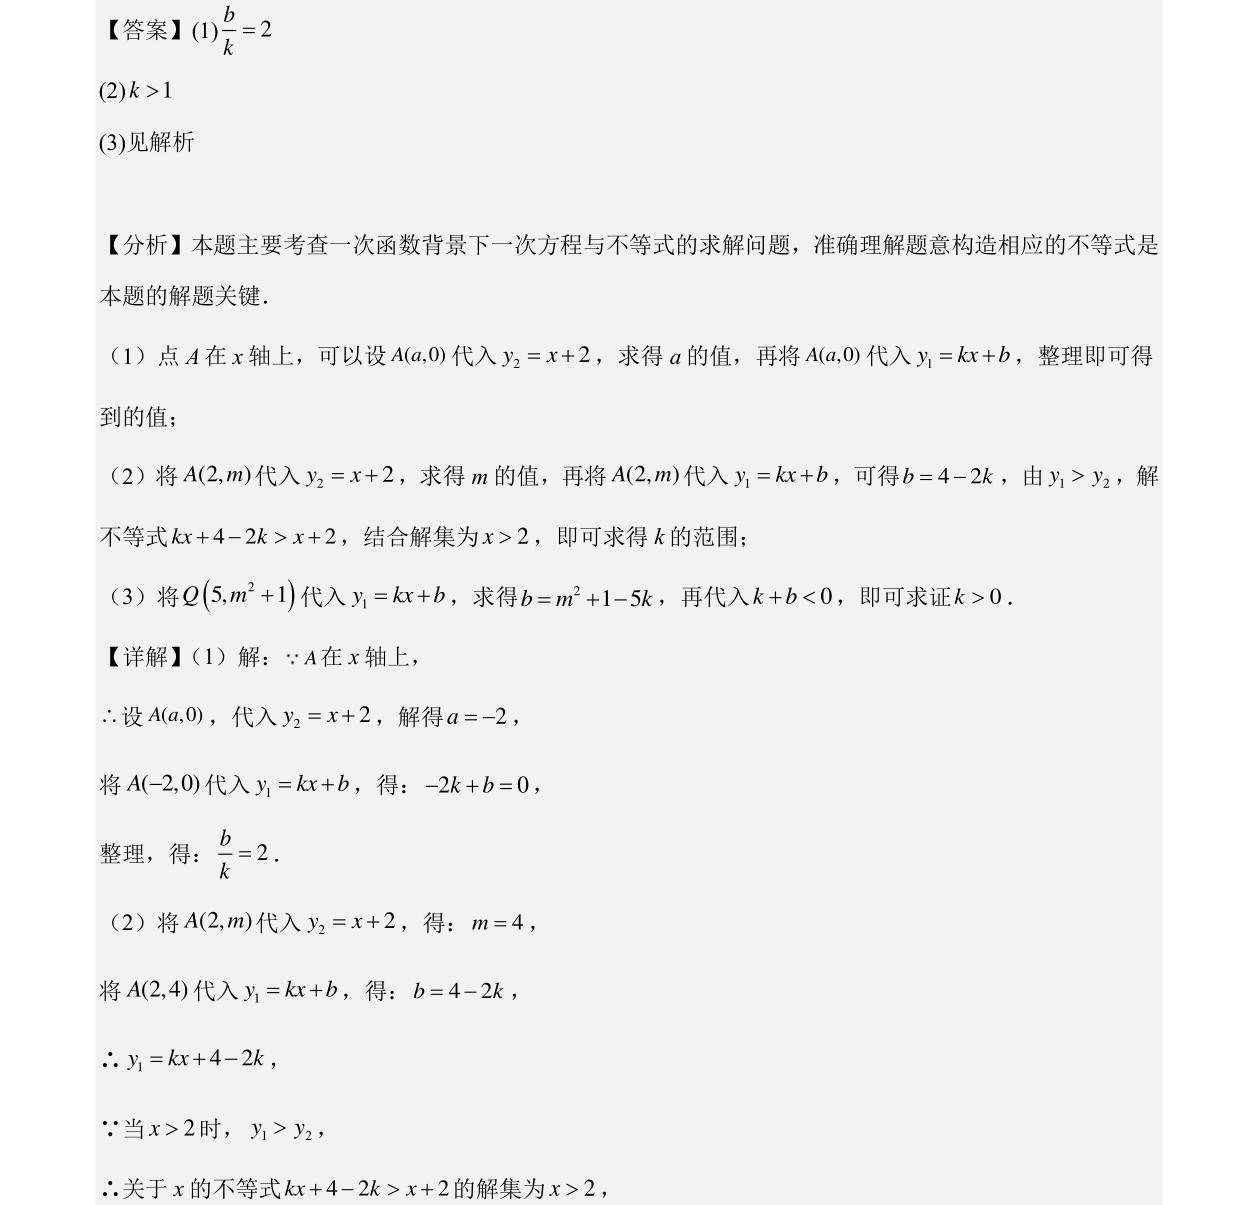 【答案】(1) b/k = 2
(2) k > 1
(3)见解析
【分析】本题主要考查一次函数背景下一次方程与不等式的求解问题，准确理解题意构造相应的不等式是
本题的解题关键．
（1）点 A 在 x 轴上，可以设 A(a,0) 代入 y₂ = x+2，求得 a 的值，再将 A(a,0) 代入 y₁ = kx+b，整理即可得
到的值；
（2）将 A(2,m)代入 y₂ = x+2，求得 m 的值，再将 A(2,m)代入 y₁ = kx+b，可得 b = 4−2k，由 y₁ > y₂，解
不等式 kx+4−2k > x+2，结合解集为 x > 2，即可求得 k 的范围；
（3）将 Q(5,m²+1) 代入 y₁ = kx+b，求得 b = m²+1−5k，再代入 k+b < 0，即可求证 k > 0．
【详解】（1）解：∵ A 在 x 轴上，
∴设 A(a,0)，代入 y₂ = x+2，解得 a = −2，
将 A(−2,0) 代入 y₁ = kx+b，得：−2k+b = 0，
整理，得：b/k = 2．
（2）将 A(2,m)代入 y₂ = x+2，得：m = 4，
将 A(2,4) 代入 y₁ = kx+b，得：b = 4−2k，
∴ y₁ = kx+4−2k，
∵当 x > 2 时， y₁ > y₂，
∴关于 x 的不等式 kx+4−2k > x+2 的解集为 x > 2，